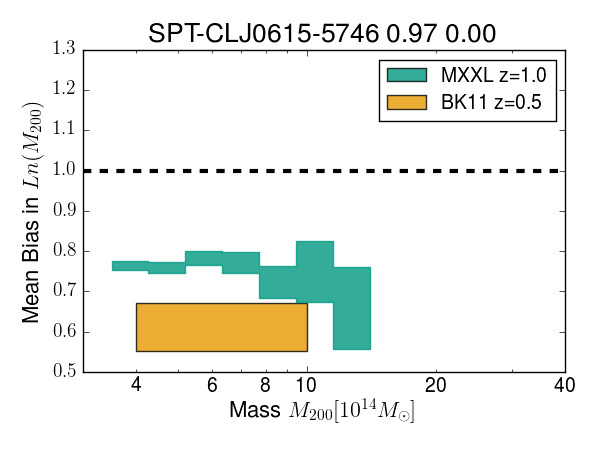 SPT-CLJ0615-5746 0.97 0.00
1.3
1.2
1.1
1.0
0.9
0.8
0.7
0.6
0.5
Mean Bias in Ln(M₂₀₀)
MXXL z=1.0
BK11 z=0.5
4 6 8 10 20 40
Mass M₂₀₀[10¹⁴M☉]